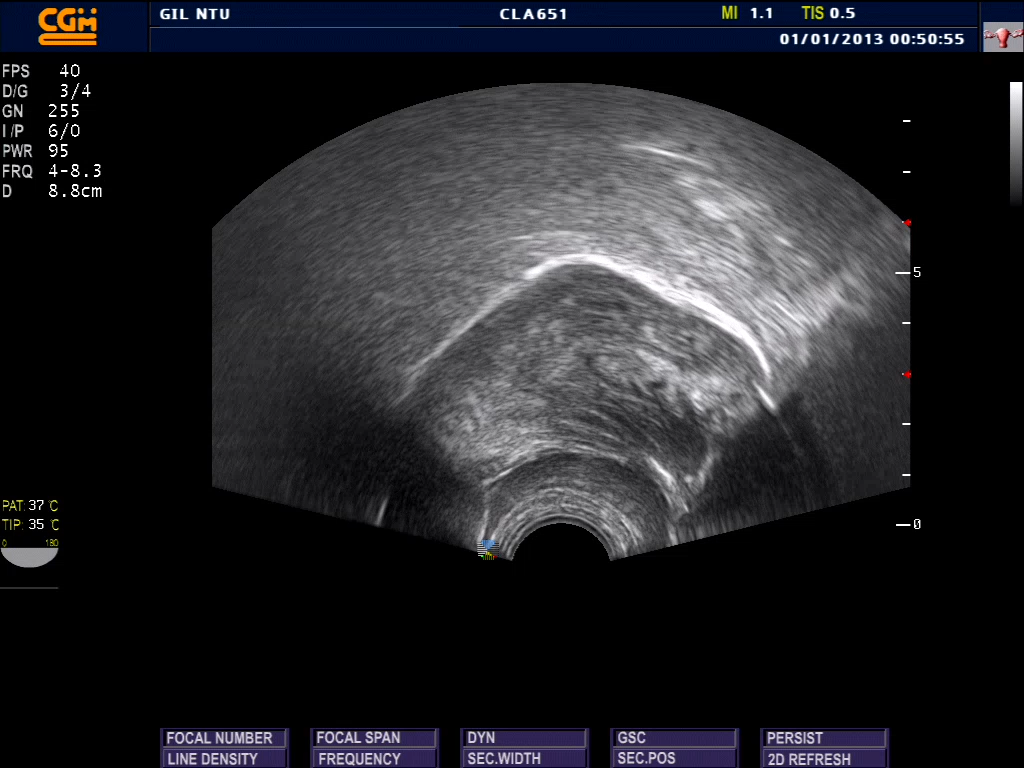 CGM
GIL NTU CLA651 MI 1.1 TIS 0.5
01/01/2013 00:50:55
FPS 40
D/G 3/4
GN 255
I/P 6/0
PWR 95
FRQ 4-8.3
D 8.8cm
5
PAT: 37 °C
TIP: 35 °C
0 180
0
FOCAL NUMBER FOCAL SPAN DYN GSC PERSIST
LINE DENSITY FREQUENCY SEC.WIDTH SEC.POS 2D REFRESH